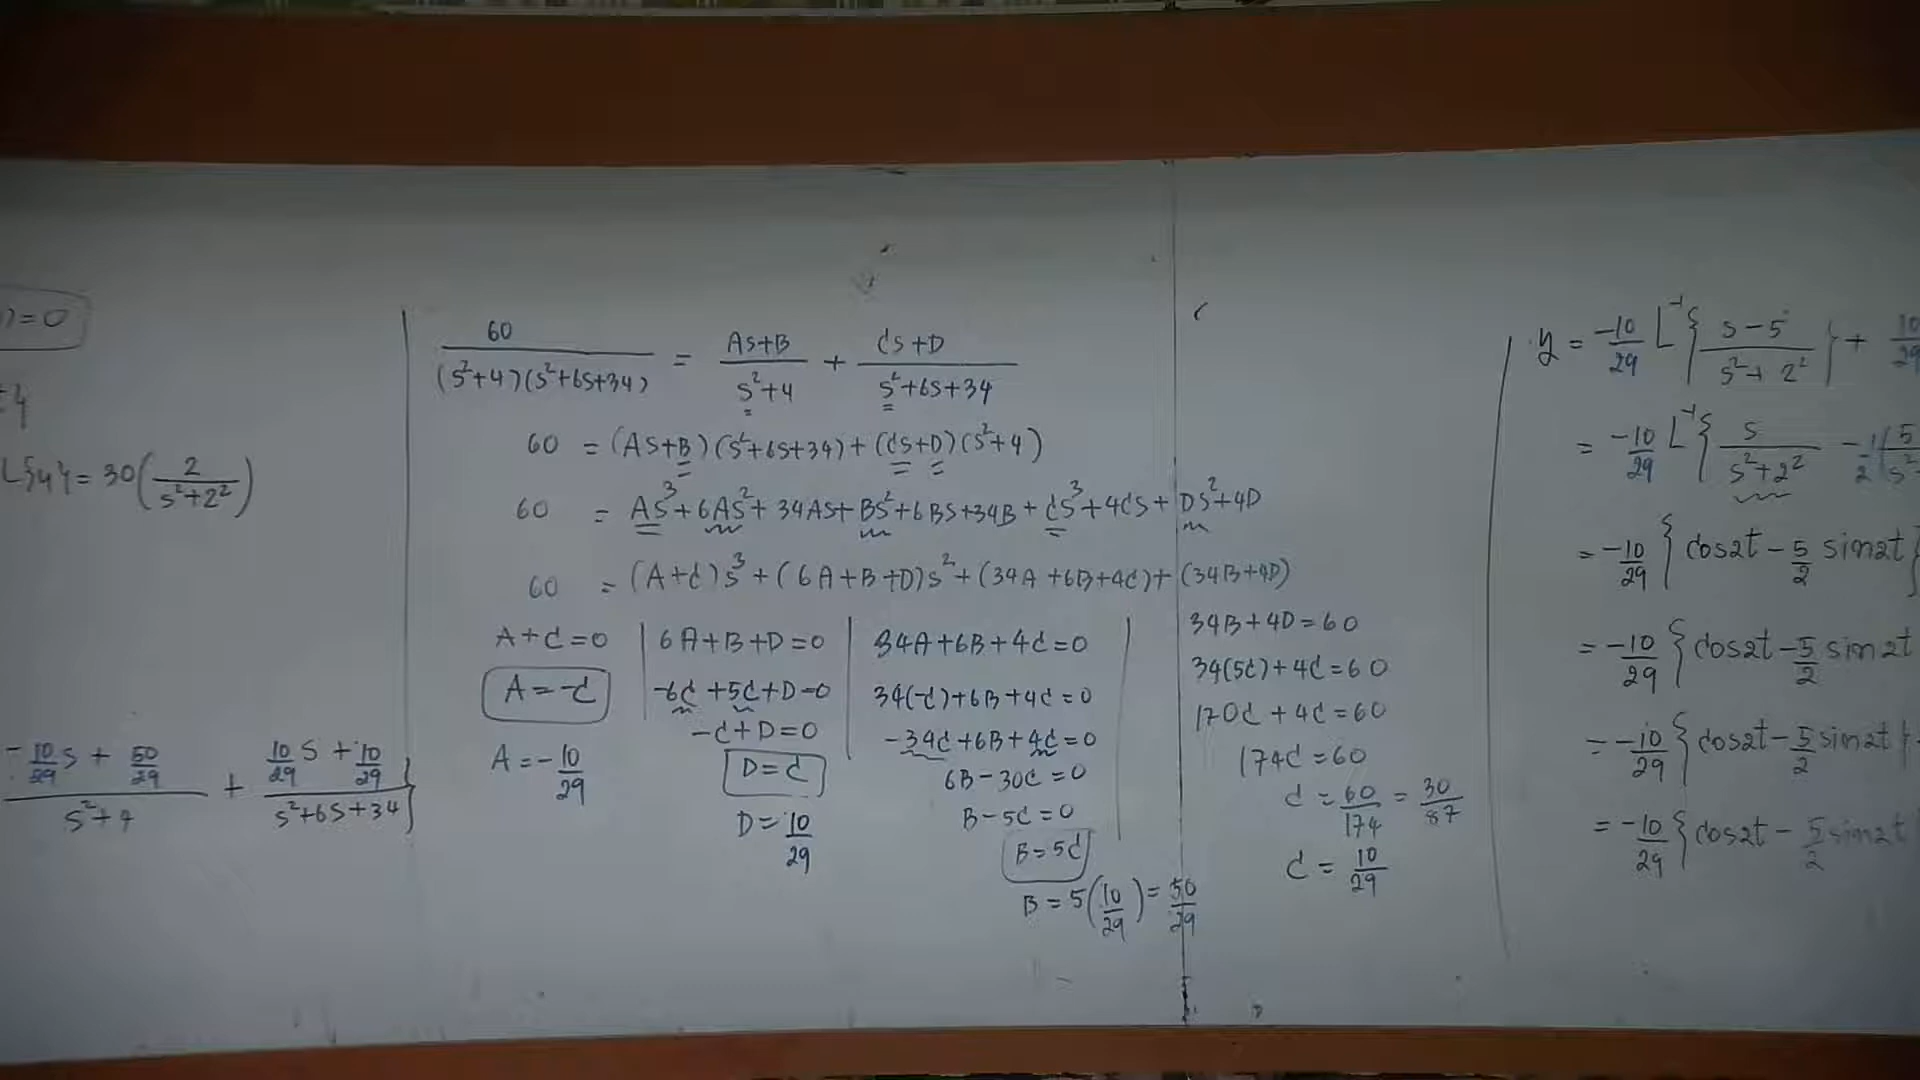 )=0
L{y}=30(2/(s²+2²))
-10/29 s + 50/29 / s²+4 + 10/29 s + 10/29 / s²+6s+34 }
60/((s²+4)(s²+6s+34)) = As+B/s²+4 + Cs+D/s²+6s+34
60 = (As+B)(s²+6s+34)+(Cs+D)(s²+4)
60 = As³+6As²+34As+Bs²+6Bs+34B+Cs³+4Cs+Ds²+4D
60 = (A+C)s³+(6A+B+D)s²+(34A+6B+4C)+(34B+4D)
A+C=0
A=-C
A=-10/29
6A+B+D=0
-6C+5C+D=0
-C+D=0
D=C
D=10/29
34A+6B+4C=0
34(-C)+6B+4C=0
-34C+6B+4C=0
6B-30C=0
B-5C=0
B=5C
B=5(10/29)=50/29
34B+4D=60
34(5C)+4C=60
170C+4C=60
174C=60
C=60/174=30/87
C=10/29
y = -10/29 L⁻¹{s-5/s²+2²}+ 10/29
= -10/29 L⁻¹{s/s²+2²
= -10/29 {cos2t-5/2 sin2t}
= -10/29 {cos2t-5/2 sin2t
= -10/29 {cos2t-5/2 sin2t}
= -10/29 {cos2t-5/2 sin2t